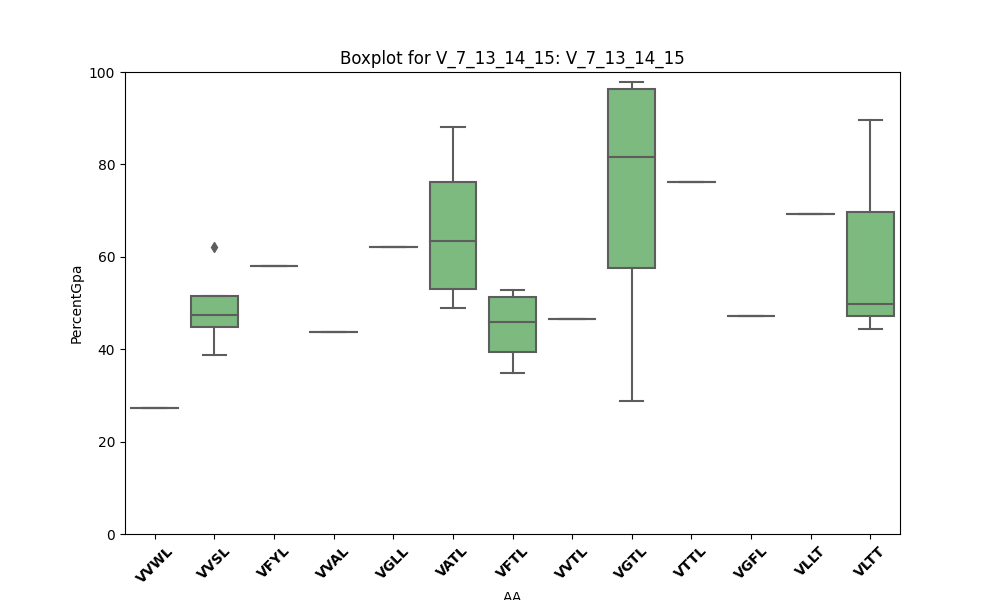 Boxplot for V_7_13_14_15: V_7_13_14_15
100
80
60
40
20
0
PercentGpa
VVWL
VVSL
VFYL
VVAL
VGLL
VATL
VFTL
VVTL
VGTL
VTTL
VGFL
VLLT
VLTT
AA